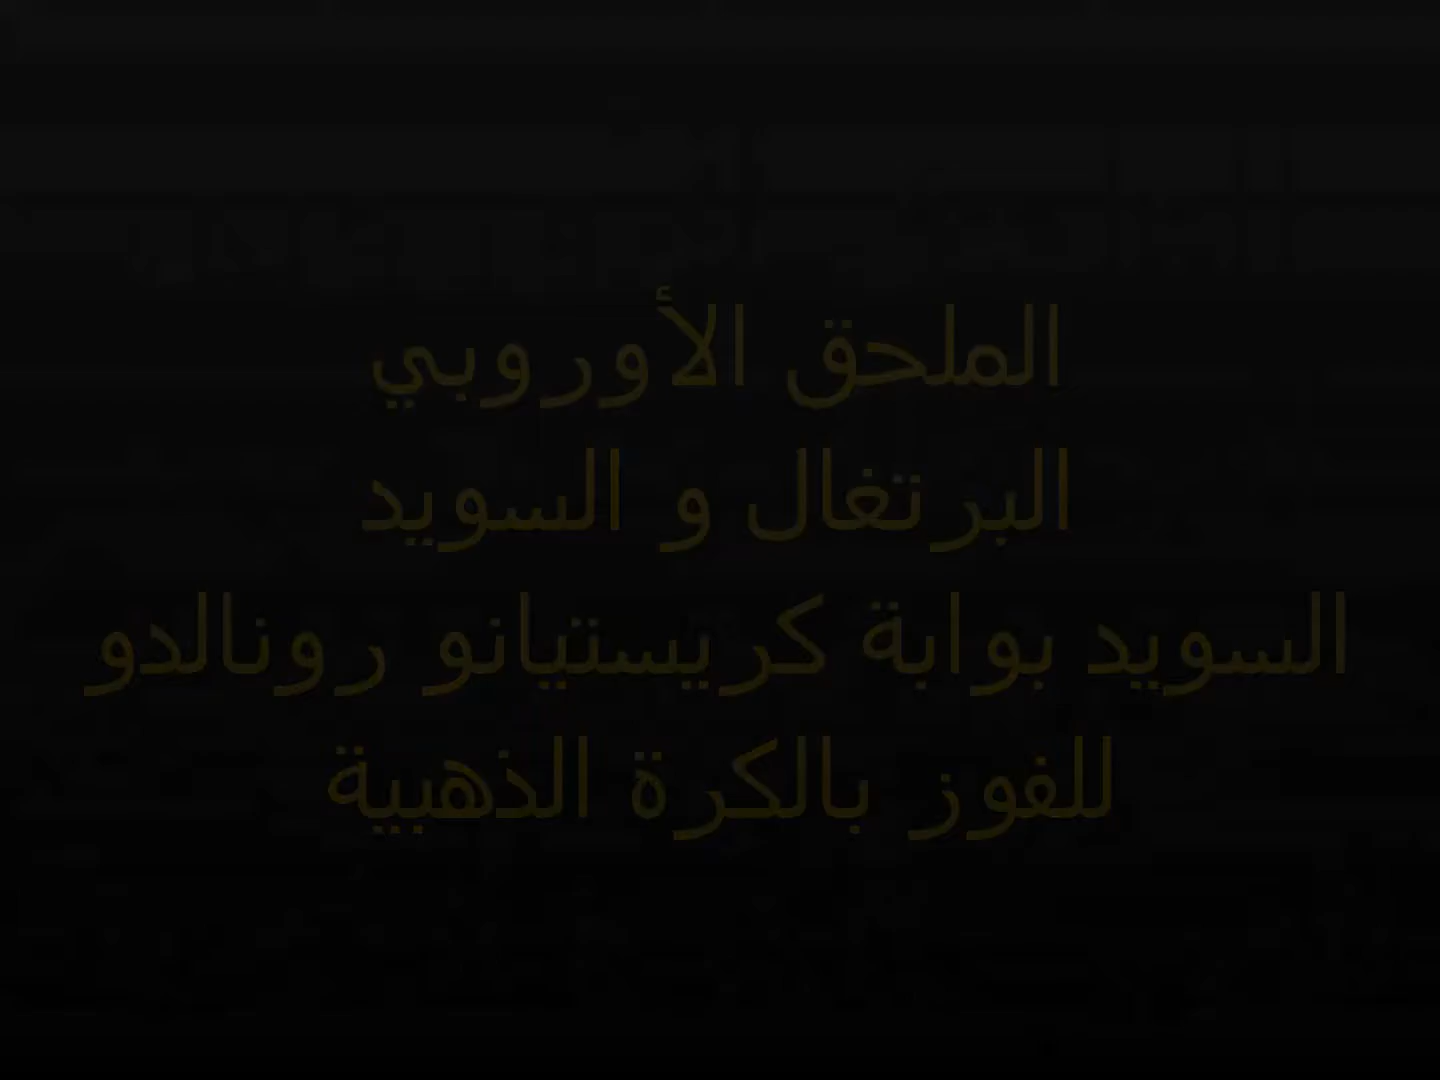 الملحق الأوروبي
البرتغال و السويد
السويد بوابة كريستيانو رونالدو
للفوز بالكرة الذهبية